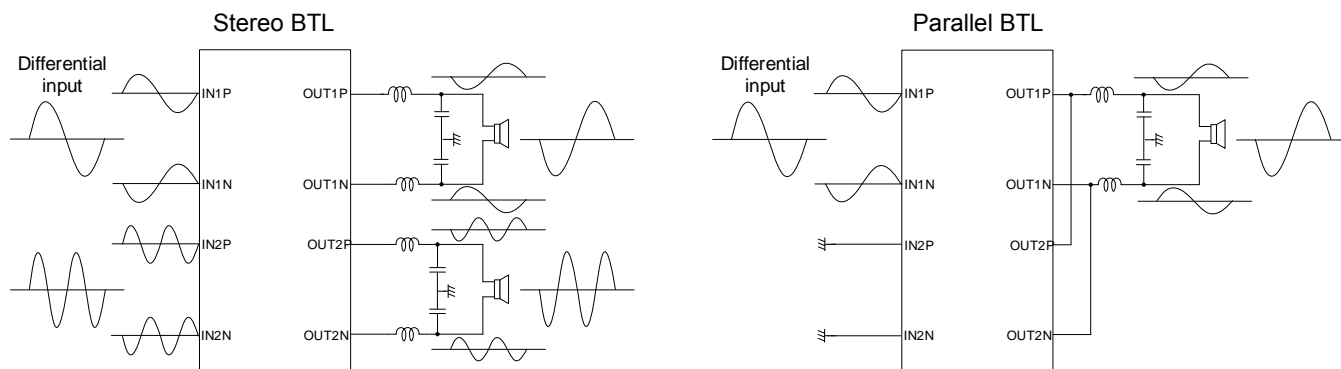 Stereo BTL
Differential
input
IN1P
IN1N
IN2P
IN2N
OUT1P
OUT1N
OUT2P
OUT2N
Parallel BTL
Differential
input
IN1P
IN1N
IN2P
IN2N
OUT1P
OUT1N
OUT2P
OUT2N